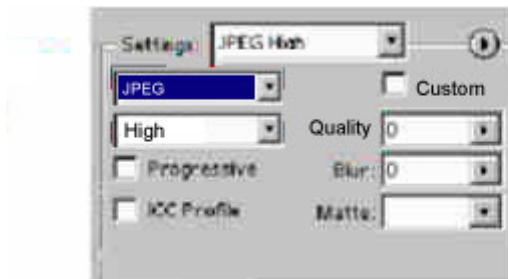 Settings: JPEG High
JPEG
Custom
High
Quality 0
Progressive
Blur: 0
ICC Profile
Matte: